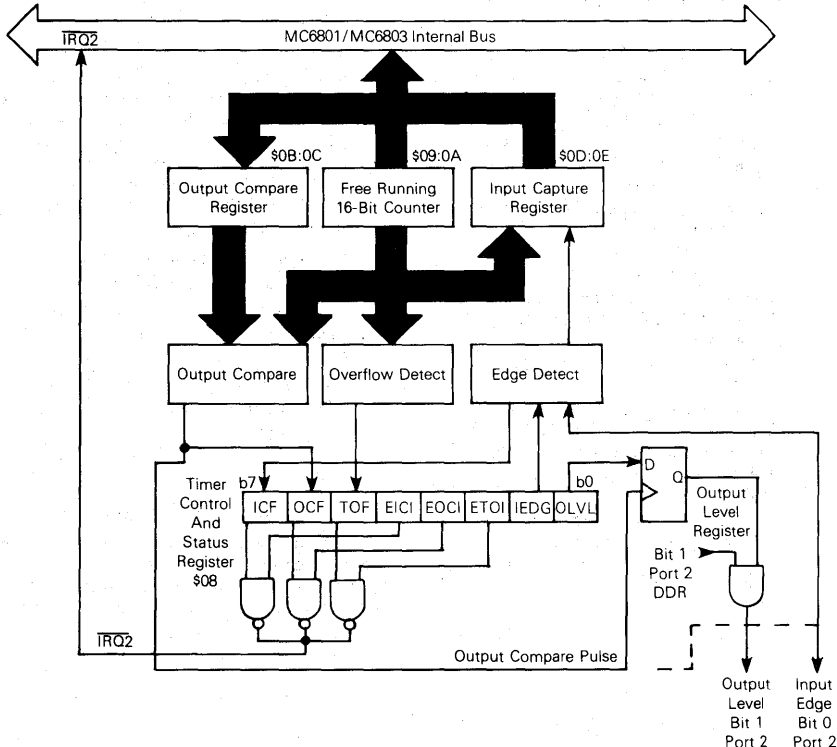 IRQ2
MC6801/MC6803 Internal Bus
$0B:0C
$09:0A
$0D:0E
Output Compare
Register
Free Running
16-Bit Counter
Input Capture
Register
Output Compare
Overflow Detect
Edge Detect
Timer
Control
And
Status
Register
$08
b7
b0
ICF
OCF
TOF
EICI
EOCI
ETOI
IEDG
OLVL
D
Q
Output
Level
Register
Bit 1
Port 2
DDR
IRQ2
Output Compare Pulse
Output
Level
Bit 1
Port 2
Input
Edge
Bit 0
Port 2